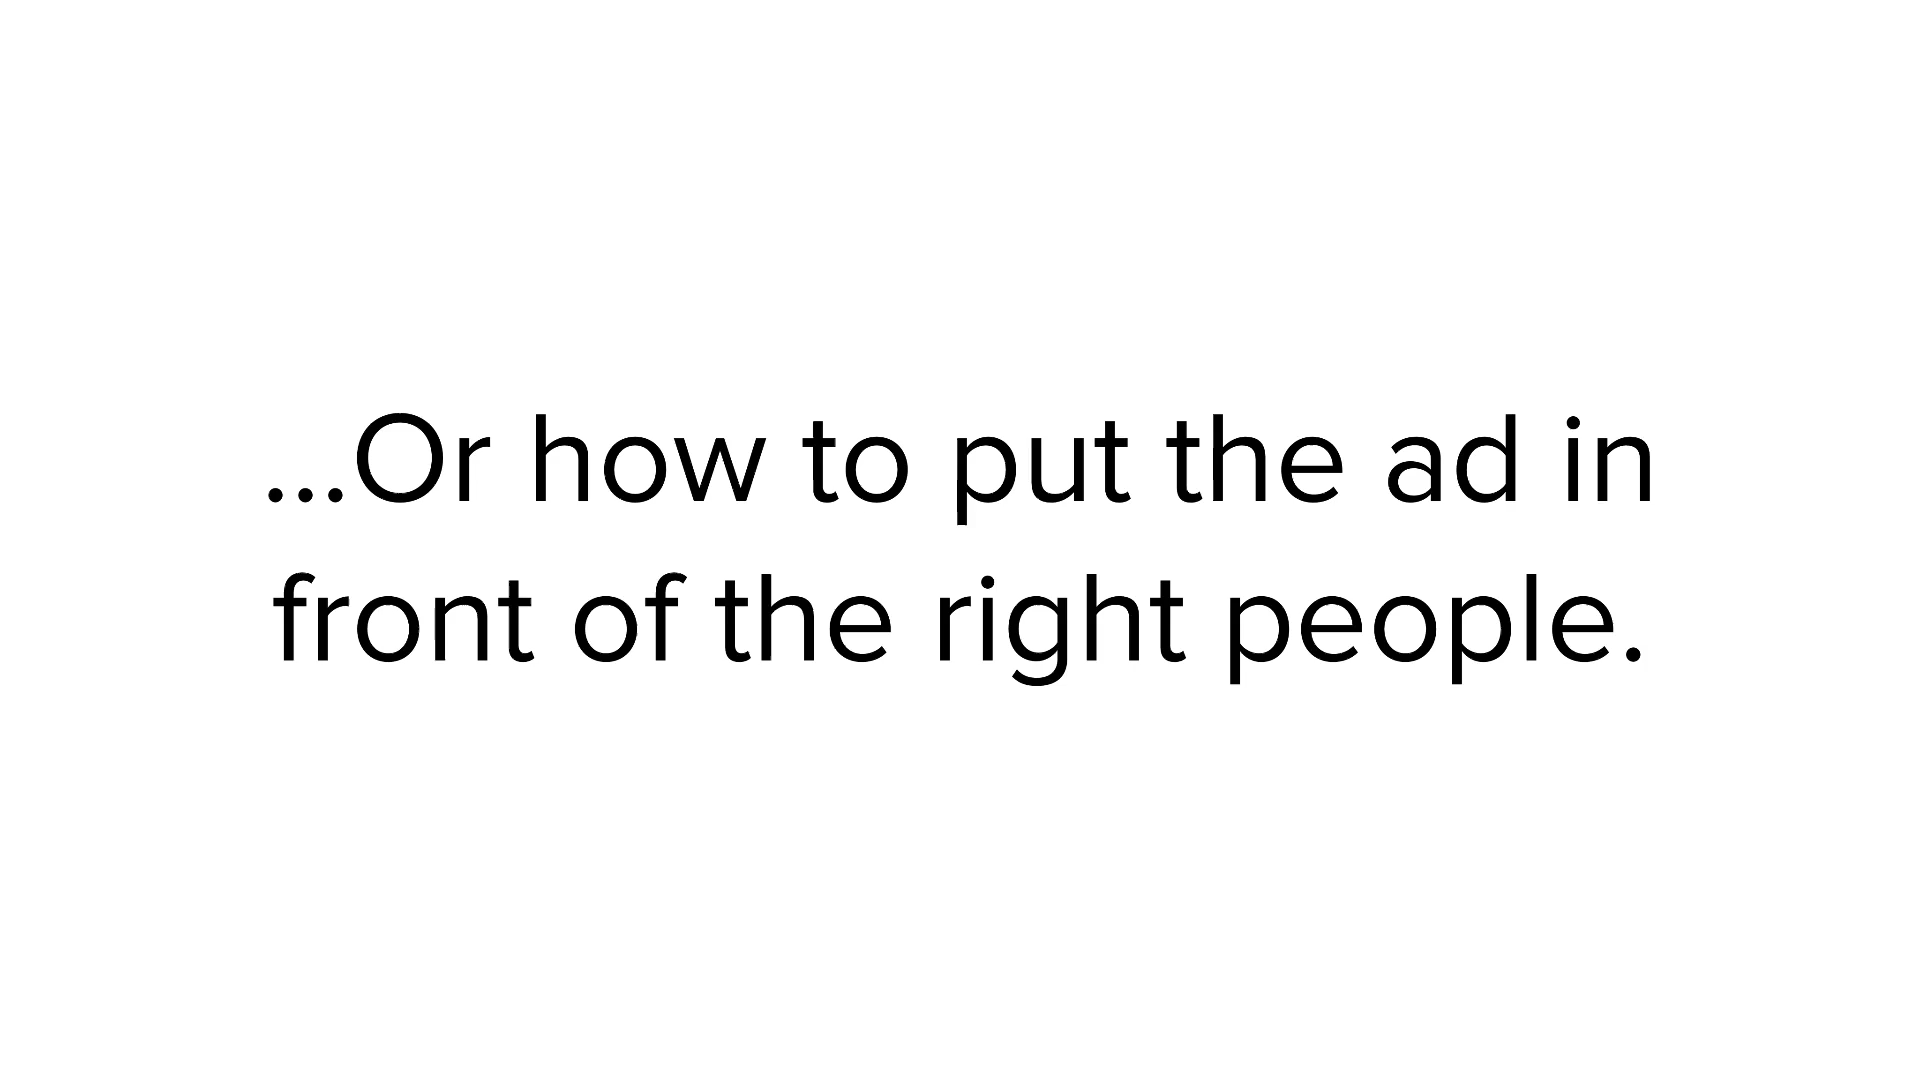 ...Or how to put the ad in
front of the right people.